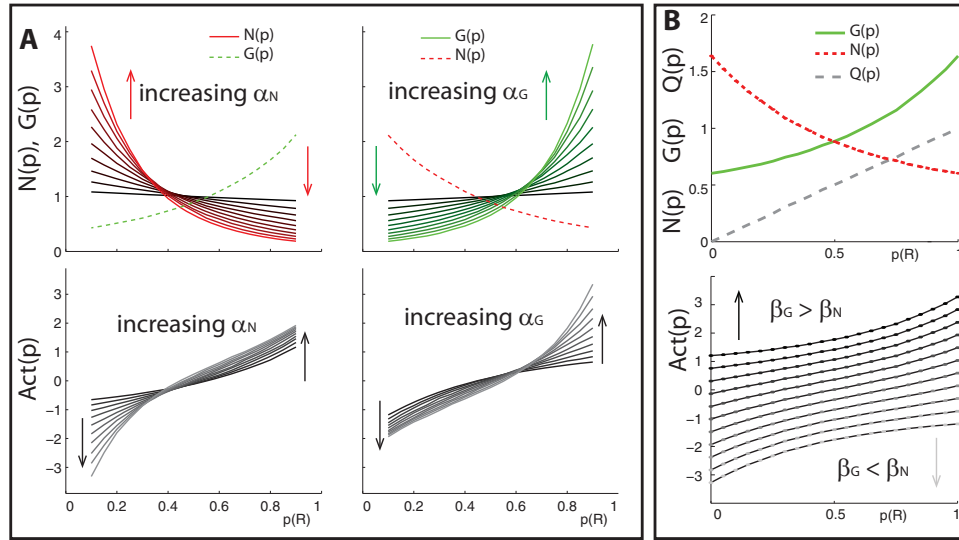 A
N(p), G(p)
4
3
2
1
0
N(p)
G(p)
increasing αN
G(p)
N(p)
increasing αG
Act(p)
3
2
1
0
−1
−2
−3
increasing αN
0 0.2 0.4 0.6 0.8 1
p(R)
increasing αG
0 0.2 0.4 0.6 0.8 1
p(R)
B
N(p) G(p) Q(p)
2
1.5
1
0.5
0
G(p)
N(p)
Q(p)
0.5 1
p(R)
Act(p)
3
2
1
0
−1
−2
−3
βG > βN
βG < βN
0 0.5 1
p(R)